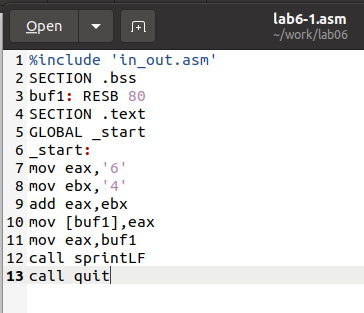 Open
lab6-1.asm
~/work/lab06
1 %include 'in_out.asm'
2 SECTION .bss
3 buf1: RESB 80
4 SECTION .text
5 GLOBAL _start
6 _start:
7 mov eax,'6'
8 mov ebx,'4'
9 add eax,ebx
10 mov [buf1],eax
11 mov eax,buf1
12 call sprintLF
13 call quit